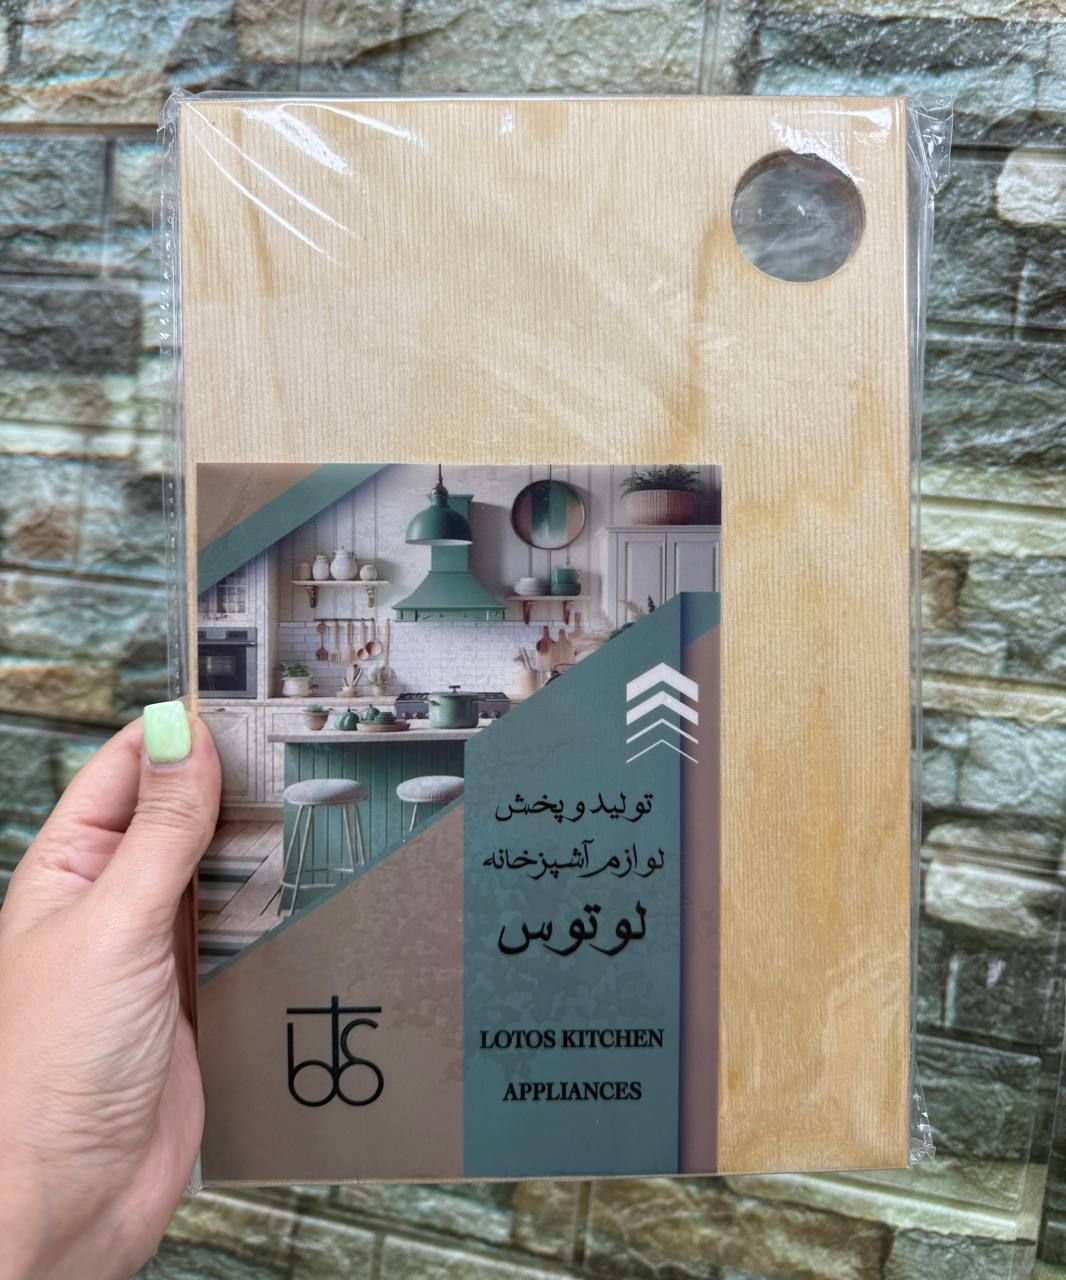 تولید و پخش
لوازم آشپزخانه
لوتوس
LOTOS KITCHEN
APPLIANCES